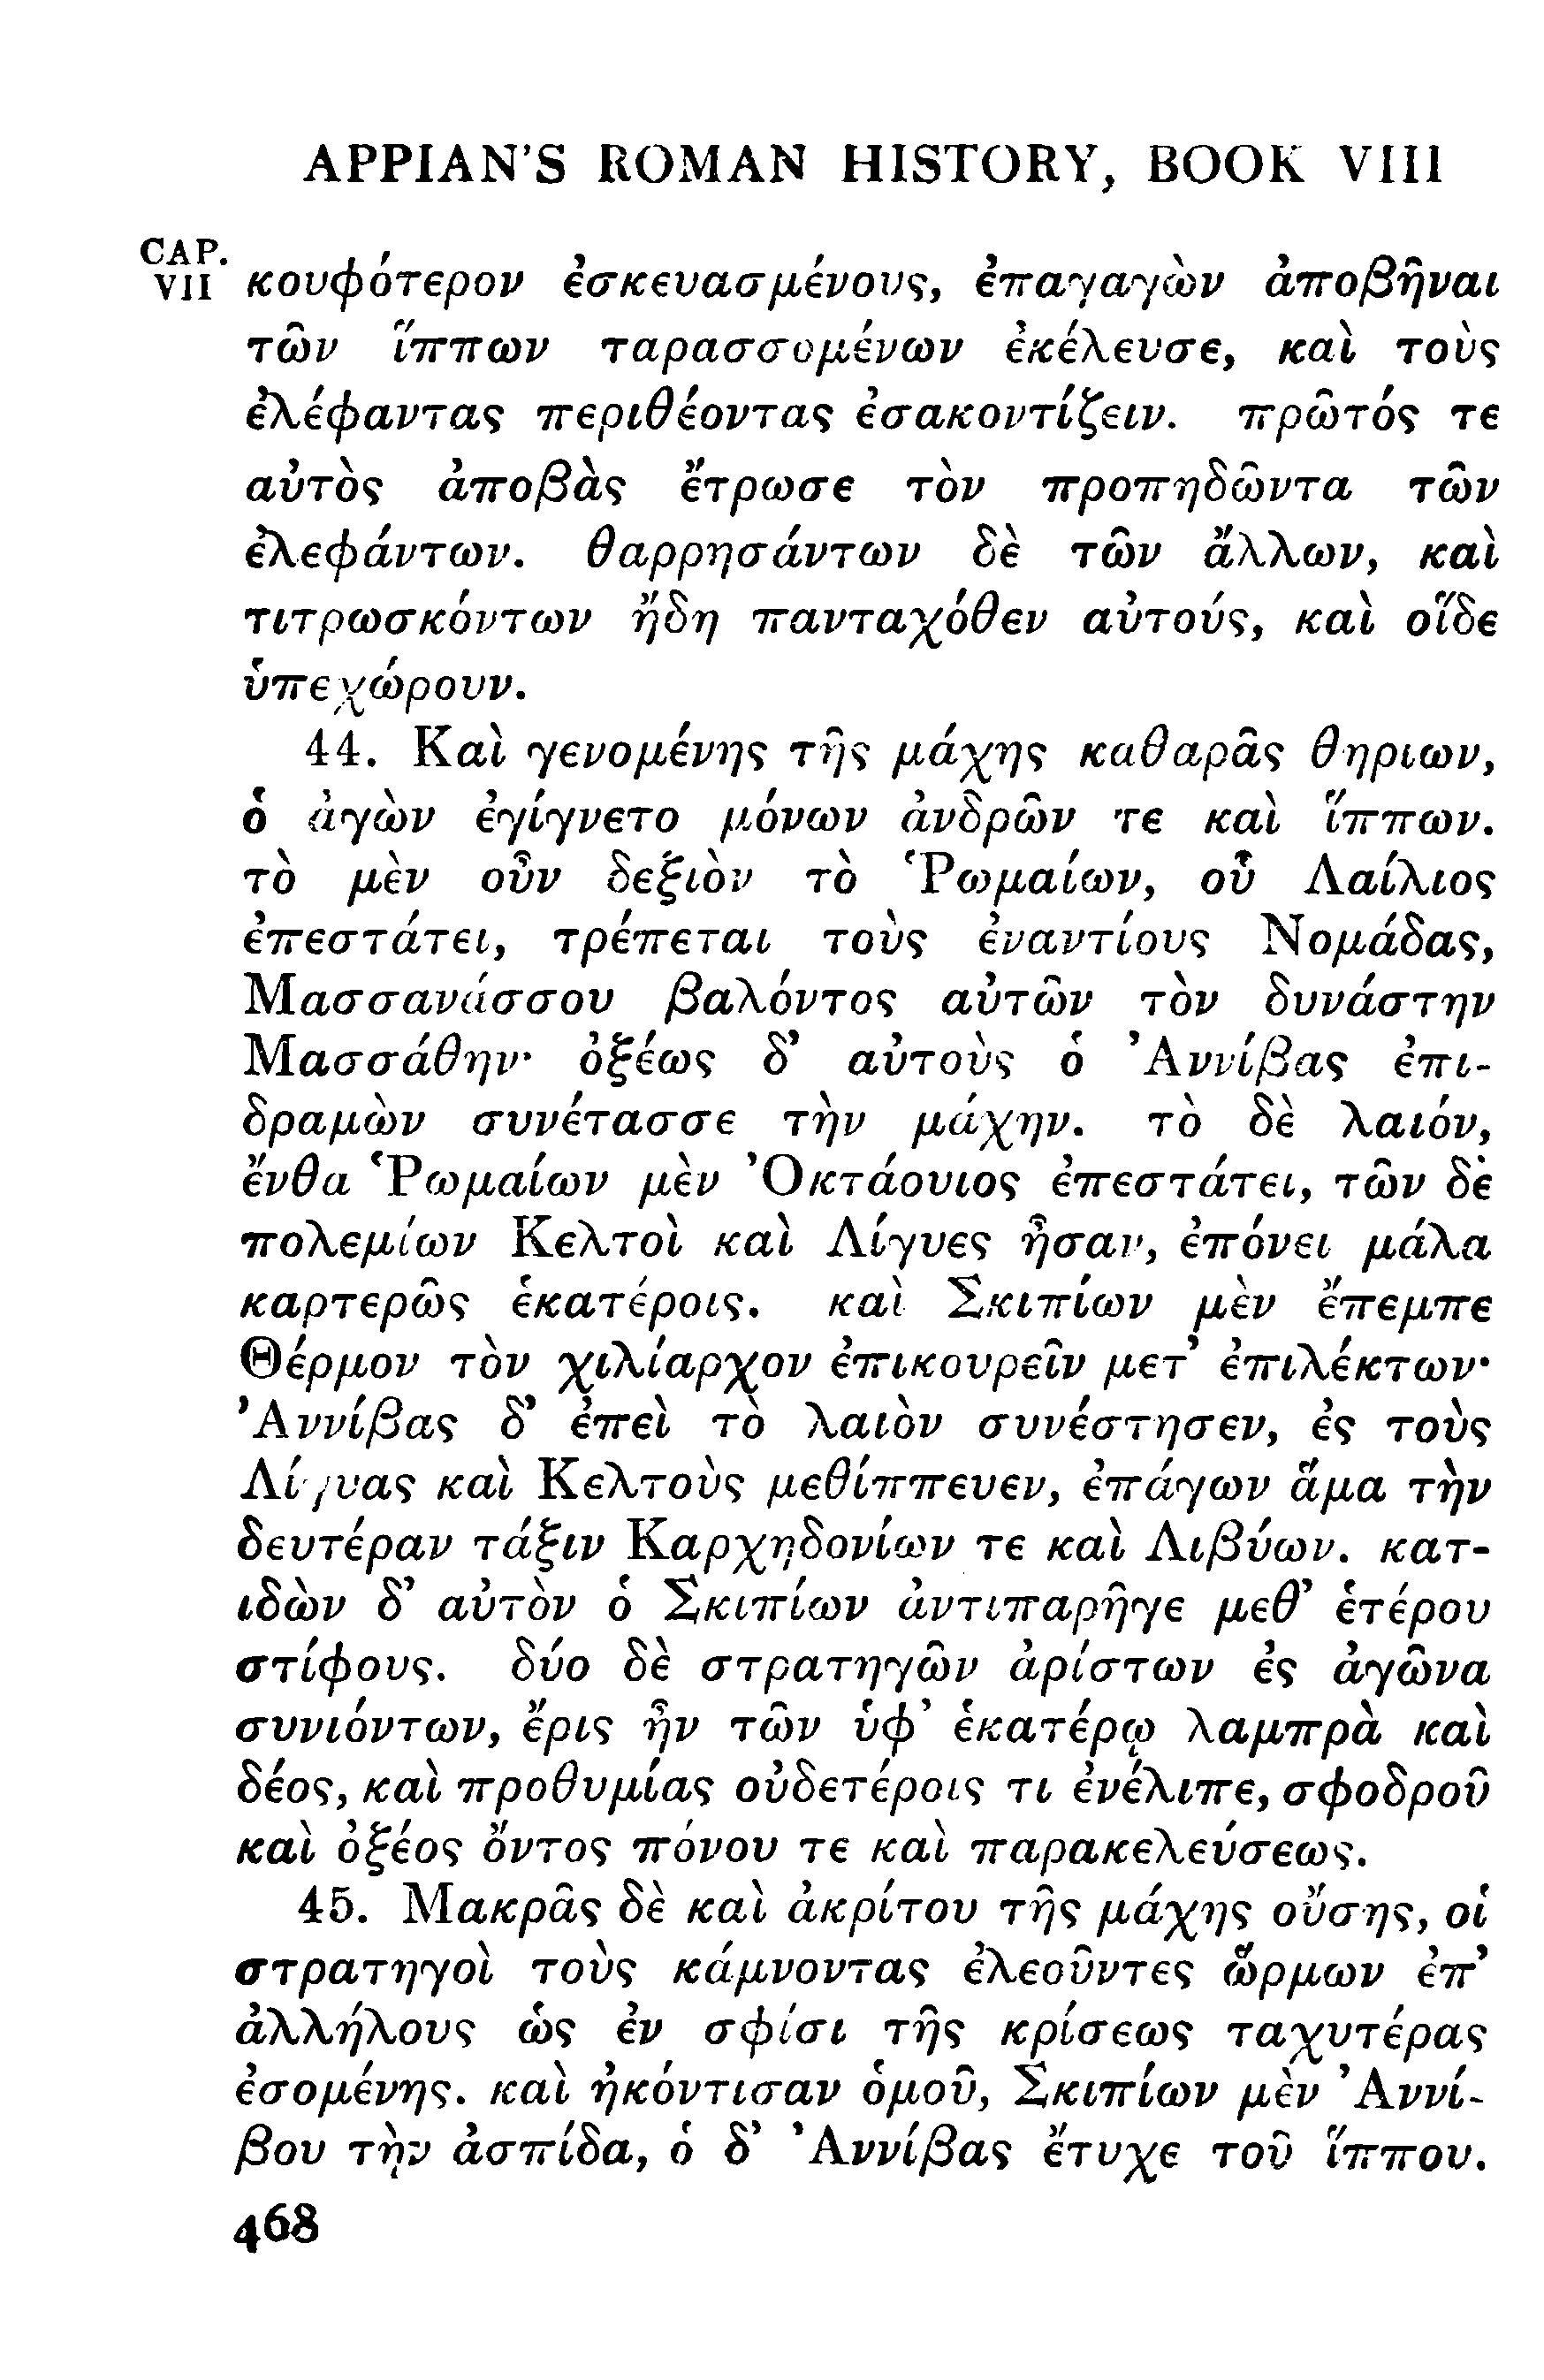 APPIAN'S ROMAN HISTORY, BOOK VIII
CAP.
VII κουφότερον ἐσκευασμένους, ἐπαγαγὼν ἀποβῆναι
τῶν ἵππων ταρασσομένων ἐκέλευσε, καὶ τοὺς
ἐλέφαντας περιθέοντας ἐσακοντίζειν. πρῶτός τε
αὐτὸς ἀποβὰς ἔτρωσε τὸν προπηδῶντα τῶν
ἐλεφάντων. θαρρησάντων δὲ τῶν ἄλλων, καὶ
τιτρωσκόντων ἤδη πανταχόθεν αὐτούς, καὶ οἵδε
ὑπεχώρουν.
44. Καὶ γενομένης τῆς μάχης καθαρᾶς θηριων,
ὁ ἀγὼν ἐγίγνετο μόνων ἀνδρῶν τε καὶ ἵππων.
τὸ μὲν οὖν δεξιὸν τὸ Ῥωμαίων, οὗ Λαίλιος
ἐπεστάτει, τρέπεται τοὺς ἐναντίους Νομάδας,
Μασσανάσσου βαλόντος αὐτῶν τὸν δυνάστην
Μασσάθην· ὀξέως δ' αὐτοὺς ὁ Ἀννίβας ἐπι-
δραμὼν συνέτασσε τὴν μάχην. τὸ δὲ λαιόν,
ἔνθα Ῥωμαίων μὲν Ὀκτάουιος ἐπεστάτει, τῶν δὲ
πολεμίων Κελτοὶ καὶ Λίγυες ἦσαν, ἐπόνει μάλα
καρτερῶς ἑκατέροις. καὶ Σκιπίων μὲν ἔπεμπε
Θέρμον τὸν χιλίαρχον ἐπικουρεῖν μετ' ἐπιλέκτων·
Ἀννίβας δ' ἐπεὶ τὸ λαιὸν συνέστησεν, ἐς τοὺς
Λίγυας καὶ Κελτοὺς μεθίππευεν, ἐπάγων ἅμα τὴν
δευτέραν τάξιν Καρχηδονίων τε καὶ Λιβύων. κατ-
ιδὼν δ' αὐτὸν ὁ Σκιπίων ἀντιπαρῆγε μεθ' ἑτέρου
στίφους. δύο δὲ στρατηγῶν ἀρίστων ἐς ἀγῶνα
συνιόντων, ἔρις ἦν τῶν ὑφ' ἑκατέρῳ λαμπρὰ καὶ
δέος, καὶ προθυμίας οὐδετέροις τι ἐνέλιπε, σφοδροῦ
καὶ ὀξέος ὄντος πόνου τε καὶ παρακελεύσεως.
45. Μακρᾶς δὲ καὶ ἀκρίτου τῆς μάχης οὔσης, οἱ
στρατηγοὶ τοὺς κάμνοντας ἐλεοῦντες ὥρμων ἐπ'
ἀλλήλους ὡς ἐν σφίσι τῆς κρίσεως ταχυτέρας
ἐσομένης. καὶ ἠκόντισαν ὁμοῦ, Σκιπίων μὲν Ἀννί-
βου τὴν ἀσπίδα, ὁ δ' Ἀννίβας ἔτυχε τοῦ ἵππου.
468